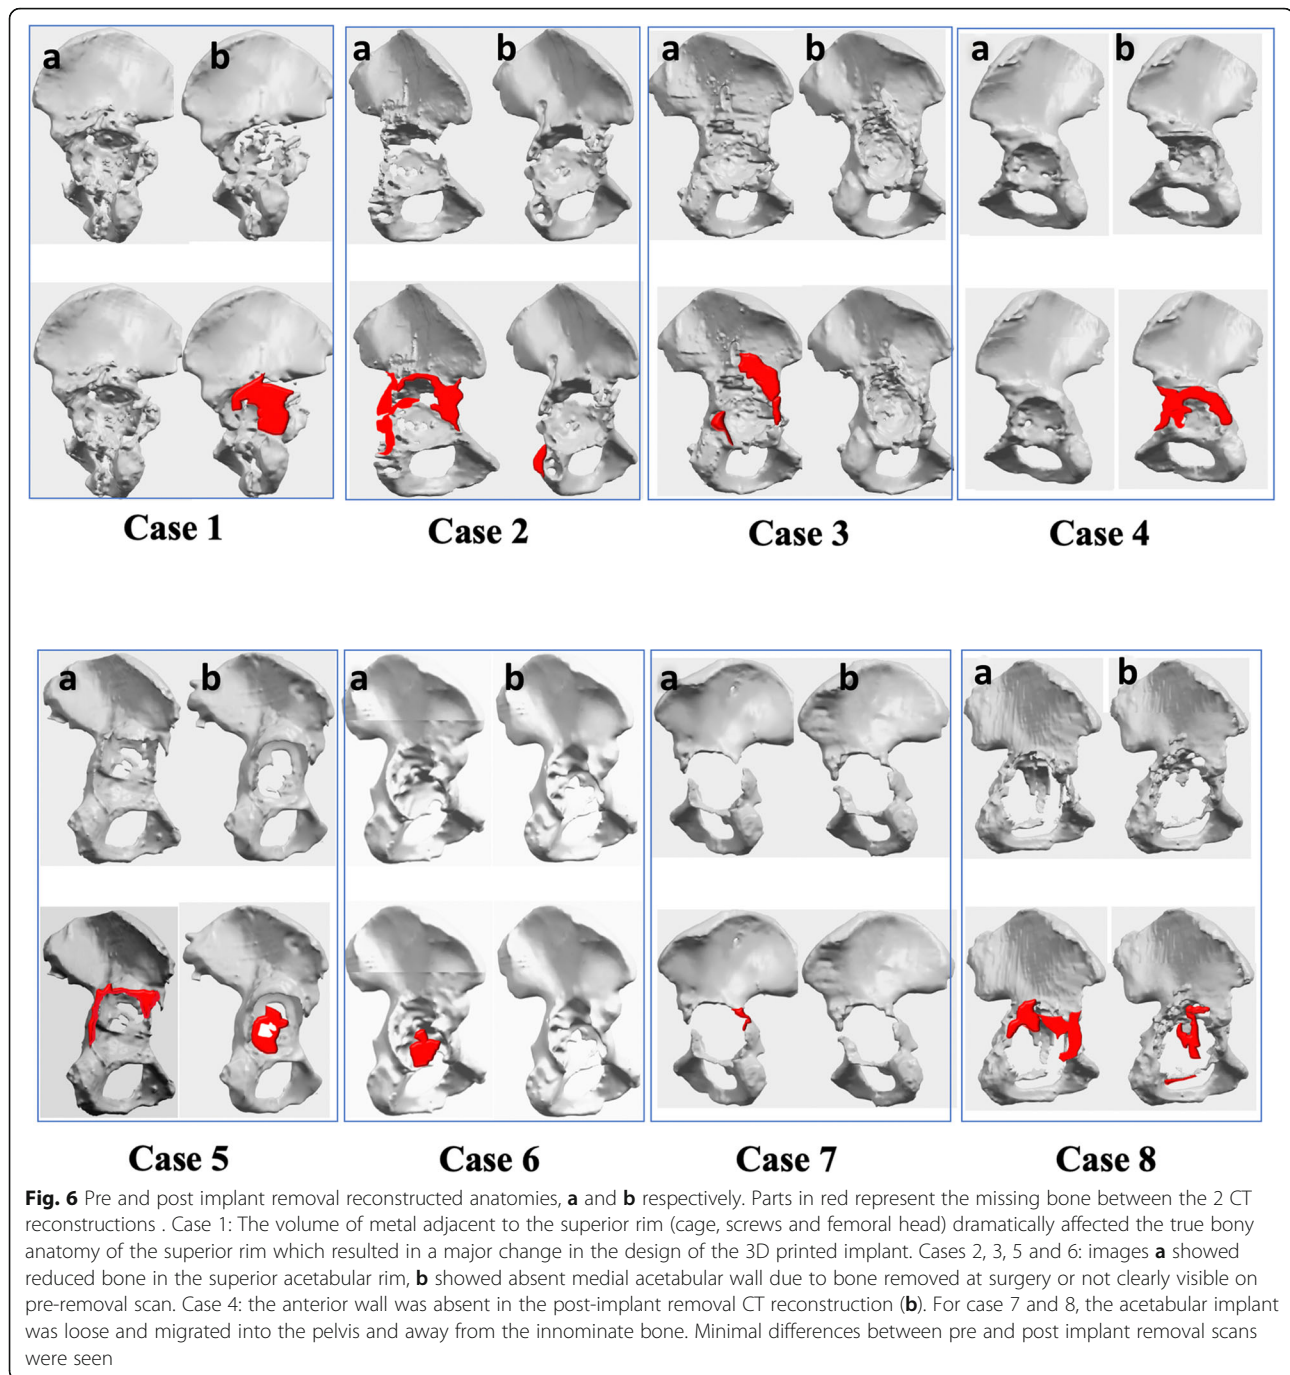 a b a b a b a b
Case 1 Case 2 Case 3 Case 4
a b a b a b a b
Case 5 Case 6 Case 7 Case 8
Fig. 6 Pre and post implant removal reconstructed anatomies, a and b respectively. Parts in red represent the missing bone between the 2 CT
reconstructions . Case 1: The volume of metal adjacent to the superior rim (cage, screws and femoral head) dramatically affected the true bony
anatomy of the superior rim which resulted in a major change in the design of the 3D printed implant. Cases 2, 3, 5 and 6: images a showed
reduced bone in the superior acetabular rim, b showed absent medial acetabular wall due to bone removed at surgery or not clearly visible on
pre-removal scan. Case 4: the anterior wall was absent in the post-implant removal CT reconstruction (b). For case 7 and 8, the acetabular implant
was loose and migrated into the pelvis and away from the innominate bone. Minimal differences between pre and post implant removal scans
were seen